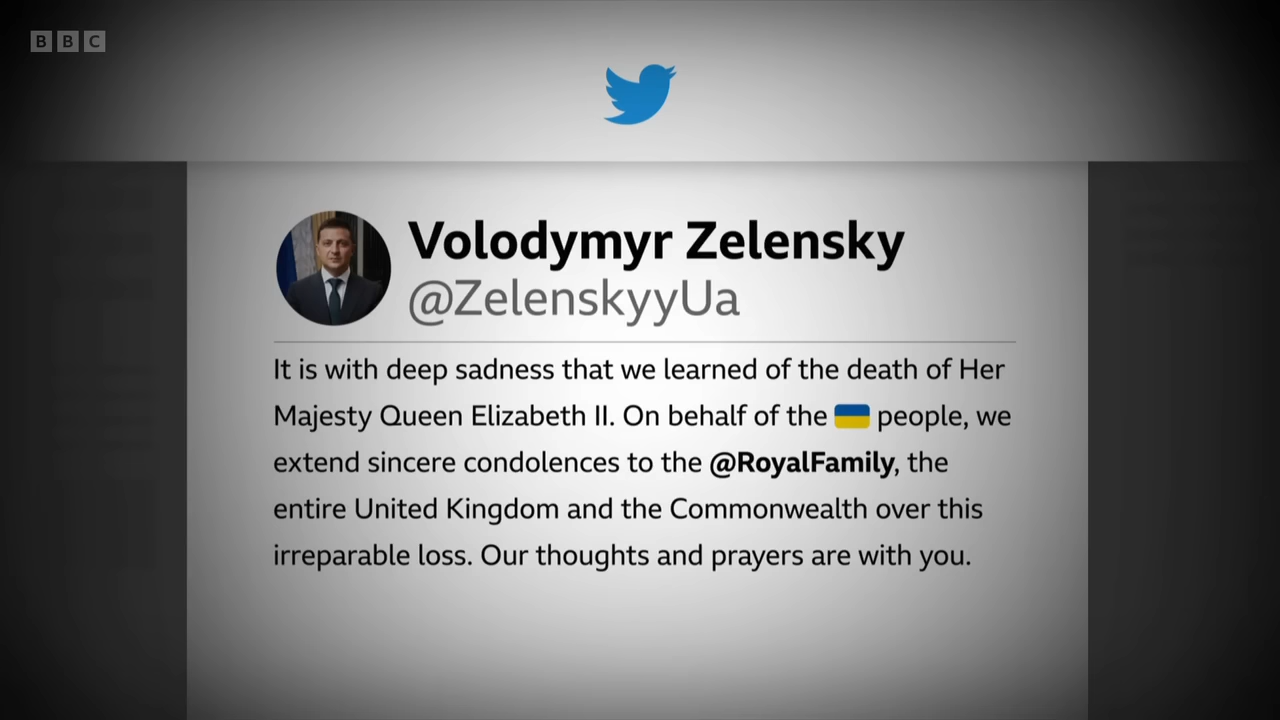 BBC
Volodymyr Zelensky
@ZelenskyyUa
It is with deep sadness that we learned of the death of Her
Majesty Queen Elizabeth II. On behalf of the 🇺🇦 people, we
extend sincere condolences to the @RoyalFamily, the
entire United Kingdom and the Commonwealth over this
irreparable loss. Our thoughts and prayers are with you.